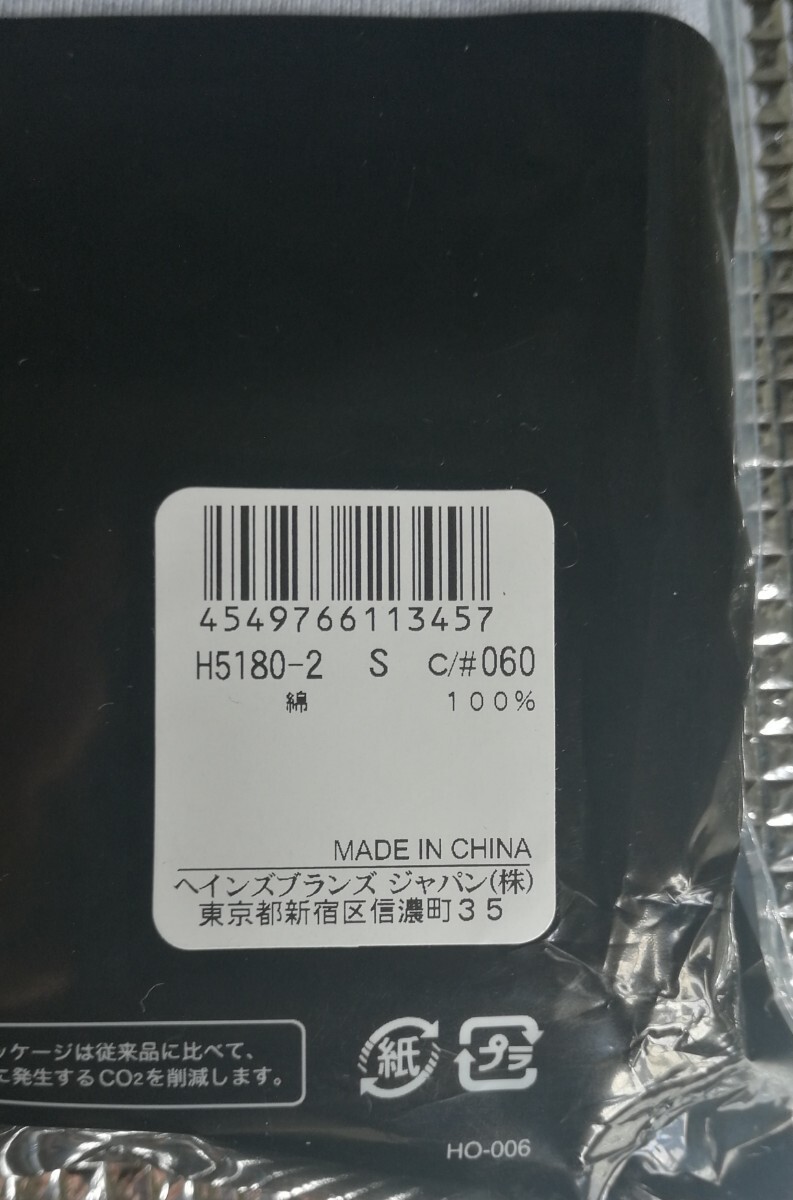 4549766113457
H5180-2 S C/#060
綿 100%
MADE IN CHINA
ヘインズブランズ ジャパン(株)
東京都新宿区信濃町35
ッケージは従来品に比べて、
に発生するCO2を削減します。
紙
プラ
HO-006